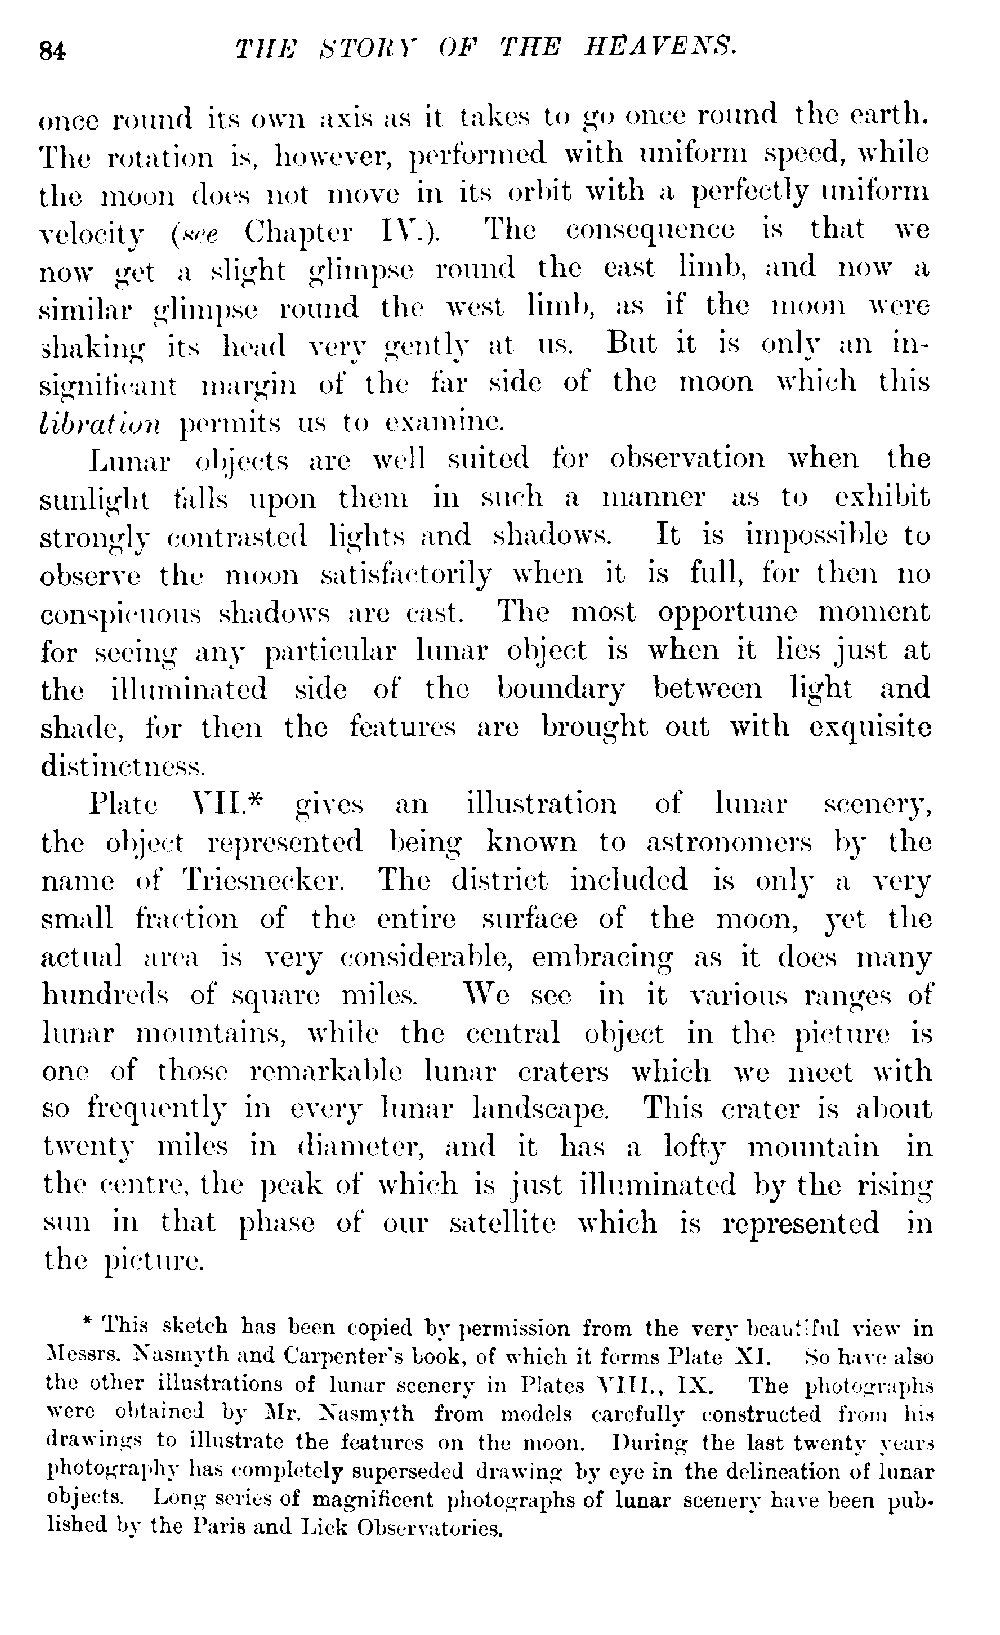 84 THE STORY OF THE HEAVENS.
once round its own axis as it takes to go once round the earth.
The rotation is, however, performed with uniform speed, while
the moon does not move in its orbit with a perfectly uniform
velocity (see Chapter IV.). The consequence is that we
now get a slight glimpse round the east limb, and now a
similar glimpse round the west limb, as if the moon were
shaking its head very gently at us. But it is only an in-
significant margin of the far side of the moon which this
libration permits us to examine.
Lunar objects are well suited for observation when the
sunlight falls upon them in such a manner as to exhibit
strongly contrasted lights and shadows. It is impossible to
observe the moon satisfactorily when it is full, for then no
conspicuous shadows are cast. The most opportune moment
for seeing any particular lunar object is when it lies just at
the illuminated side of the boundary between light and
shade, for then the features are brought out with exquisite
distinctness.
Plate VII.* gives an illustration of lunar scenery,
the object represented being known to astronomers by the
name of Triesnecker. The district included is only a very
small fraction of the entire surface of the moon, yet the
actual area is very considerable, embracing as it does many
hundreds of square miles. We see in it various ranges of
lunar mountains, while the central object in the picture is
one of those remarkable lunar craters which we meet with
so frequently in every lunar landscape. This crater is about
twenty miles in diameter, and it has a lofty mountain in
the centre, the peak of which is just illuminated by the rising
sun in that phase of our satellite which is represented in
the picture.
* This sketch has been copied by permission from the very beautiful view in
Messrs. Nasmyth and Carpenter's book, of which it forms Plate XI. So have also
the other illustrations of lunar scenery in Plates VIII., IX. The photographs
were obtained by Mr. Nasmyth from models carefully constructed from his
drawings to illustrate the features on the moon. During the last twenty years
photography has completely superseded drawing by eye in the delineation of lunar
objects. Long series of magnificent photographs of lunar scenery have been pub-
lished by the Paris and Lick Observatories.